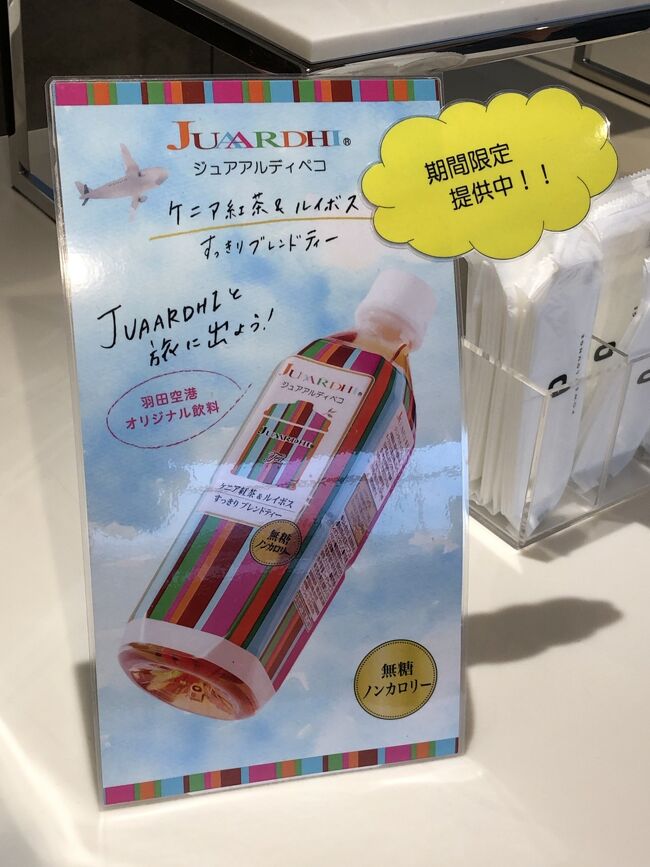 JUAARDHI®
ジュアアルディペコ
ケニア紅茶&ルイボス
すっきりブレンドティー
期間限定
提供中！！
JUAARDHIと
旅に出よう!
羽田空港
オリジナル飲料
JUAARDHI®
ジュアアルディペコ
JUAARDHI
ケニア紅茶&ルイボス
すっきりブレンドティー
無糖
ノンカロリー
無糖
ノンカロリー